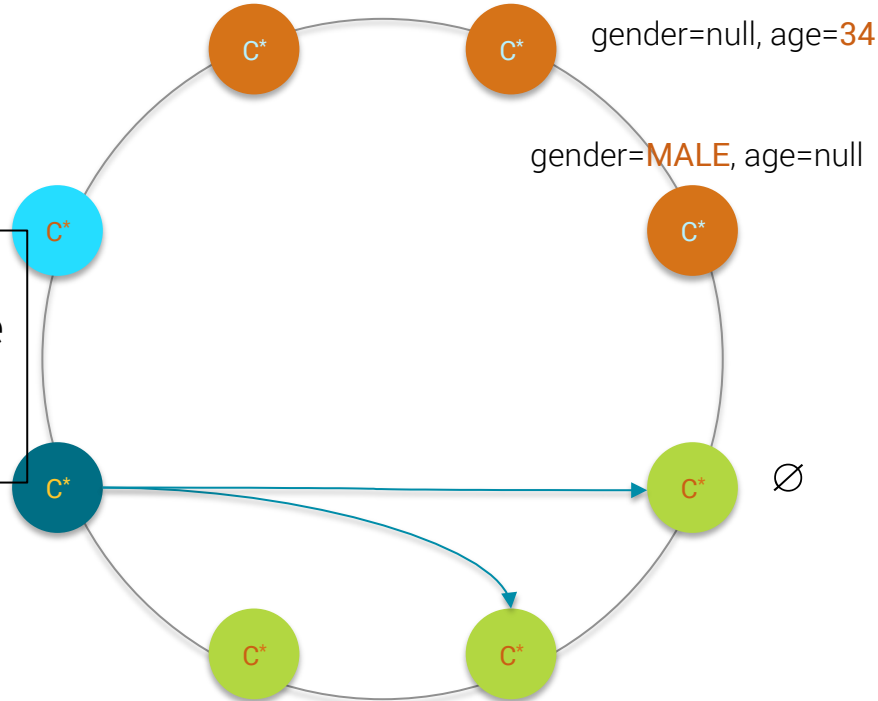 C*
C*
gender=null, age=34
gender=MALE, age=null
C*
C*
e
C*
C*
∅
C*
C*